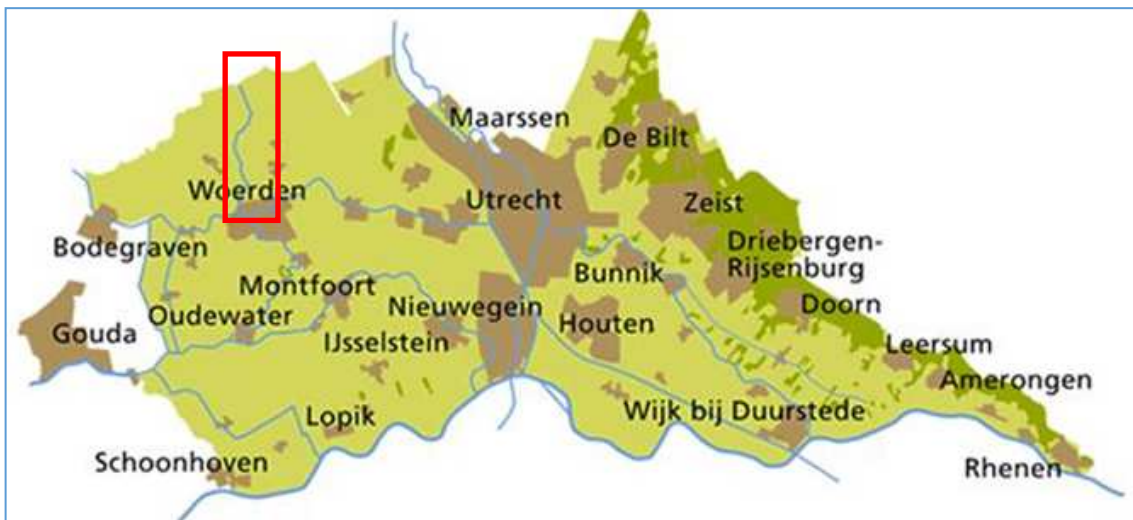 Maarssen
De Bilt
Woerden
Utrecht
Zeist
Bodegraven
Driebergen-
Rijsenburg
Bunnik
Montfoort
Nieuwegein
Doorn
Oudewater
Houten
Gouda
IJsselstein
Leersum
Amerongen
Lopik
Wijk bij Duurstede
Schoonhoven
Rhenen